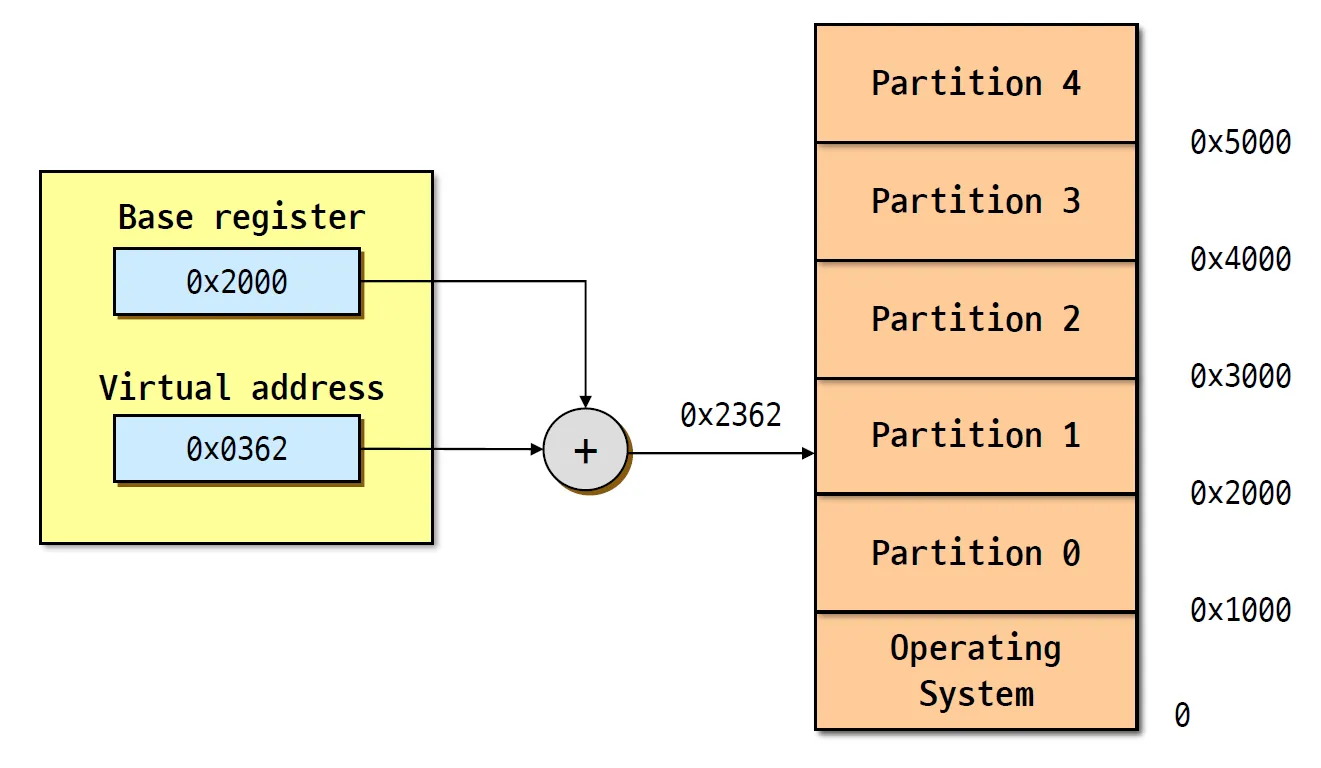 Base register
0x2000
Virtual address
0x0362
+
0x2362
Partition 4
0x5000
Partition 3
0x4000
Partition 2
0x3000
Partition 1
0x2000
Partition 0
0x1000
Operating
System
0